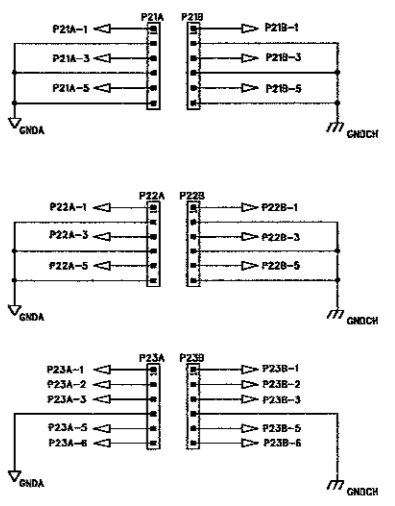 P21A P21B
P21A-1 P21B-1
P21A-3 P21B-3
P21A-5 P21B-5
GNDA GNDCH
P22A P22B
P22A-1 P22B-1
P22A-3 P22B-3
P22A-5 P22B-5
GNDA GNDCH
P23A P23B
P23A-1 P23B-1
P23A-2 P23B-2
P23A-3 P23B-3
P23A-5 P23B-5
P23A-6 P23B-6
GNDA GNDCH